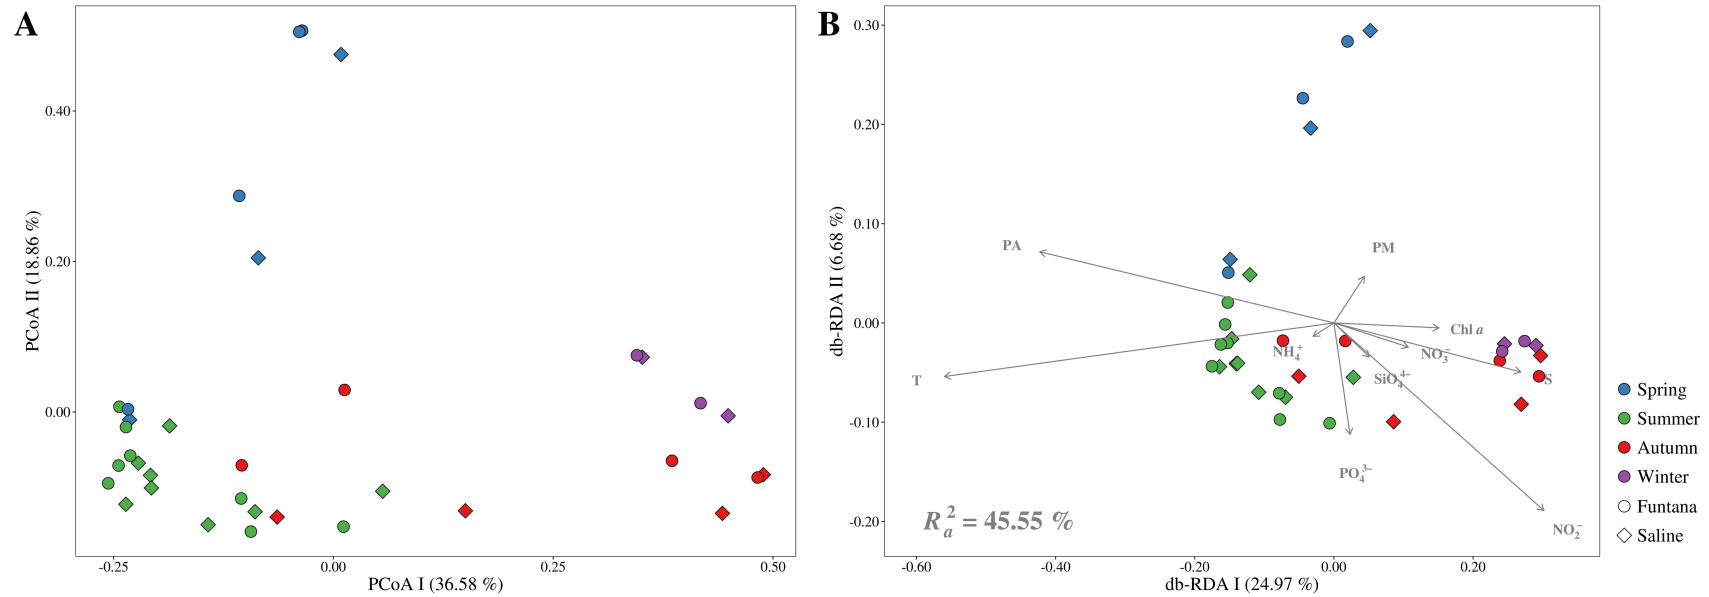 A
0.40
0.20
0.00
PCoA II (18.86 %)
-0.25
0.00
0.25
0.50
PCoA I (36.58 %)
B
0.30
0.20
0.10
0.00
-0.10
-0.20
db-RDA II (6.68 %)
PA
PM
Chl a
NO₃⁻
NH₄⁺
SiO₄⁴⁻
S
T
PO₄³⁻
NO₂⁻
Rₐ² = 45.55 %
-0.60
-0.40
-0.20
0.00
0.20
db-RDA I (24.97 %)
Spring
Summer
Autumn
Winter
Funtana
Saline